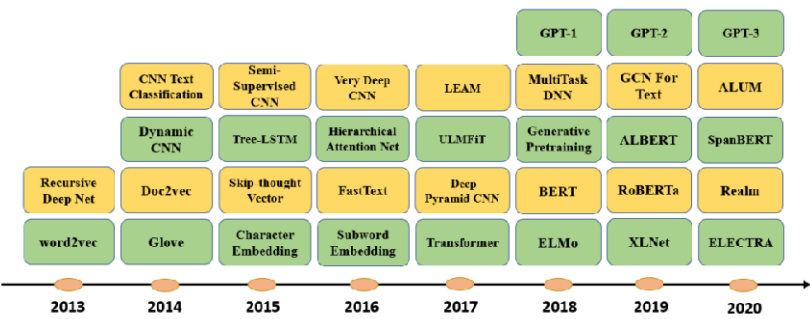 GPT-1 GPT-2 GPT-3
CNN Text Classification Semi-Supervised CNN Very Deep CNN LEAM MultiTask DNN GCN For Text ALUM
Dynamic CNN Tree-LSTM Hierarchical Attention Net ULMFiT Generative Pretraining ALBERT SpanBERT
Recursive Deep Net Doc2vec Skip-thought Vector FastText Deep Pyramid CNN BERT RoBERTa Realm
word2vec Glove Character Embedding Subword Embedding Transformer ELMo XLNet ELECTRA
2013 2014 2015 2016 2017 2018 2019 2020